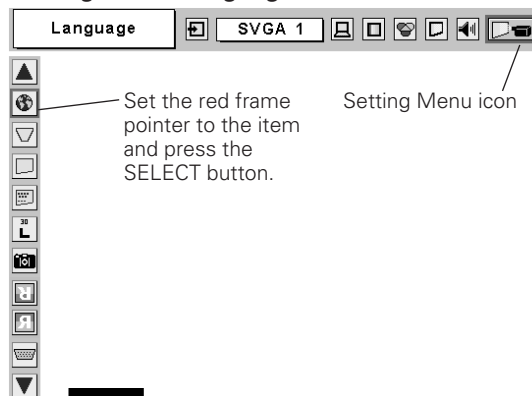 Language SVGA 1
Set the red frame
pointer to the item
and press the
SELECT button.
Setting Menu icon
30
L
R
R